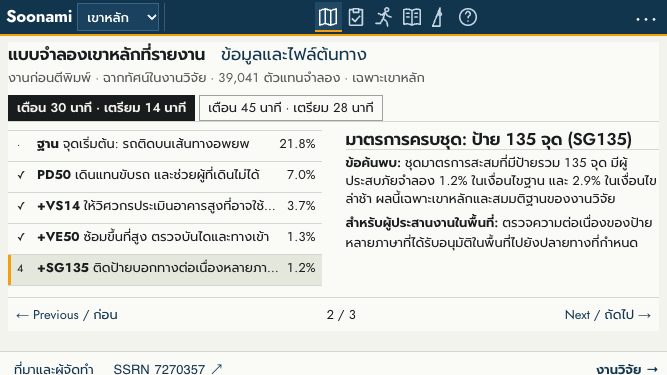 Soonami เขาหลัก
แบบจำลองเขาหลักที่รายงาน ข้อมูลและไฟล์ต้นทาง
งานก่อนตีพิมพ์ · ฉากทัศน์ในงานวิจัย · 39,041 ตัวแทนจำลอง · เฉพาะเขาหลัก
เตือน 30 นาที · เตรียม 14 นาที เตือน 45 นาที · เตรียม 28 นาที
· ฐาน จุดเริ่มต้น: รถติดบนเส้นทางอพยพ 21.8%
✓ PD50 เดินแทนขับรถ และช่วยผู้ที่เดินไม่ได้ 7.0%
✓ +VS14 ให้วิศวกรประเมินอาคารสูงที่อาจใช้... 3.7%
✓ +VE50 ซ้อมขึ้นที่สูง ตรวจบันไดและทางเข้า 1.3%
4 +SG135 ติดป้ายบอกทางต่อเนื่องหลายภา... 1.2%
มาตรการครบชุด: ป้าย 135 จุด (SG135)
ข้อค้นพบ: ชุดมาตรการสะสมที่มีป้ายรวม 135 จุด มีผู้
ประสบภัยจำลอง 1.2% ในเงื่อนไขฐาน และ 2.9% ในเงื่อนไข
ล่าช้า ผลนี้เฉพาะเขาหลักและสมมติฐานของงานวิจัย
สำหรับผู้ประสานงานในพื้นที่: ตรวจความต่อเนื่องของป้าย
หลายภาษาที่ได้รับอนุมัติในพื้นที่ไปยังปลายทางที่กำหนด
← Previous / ก่อน 2 / 3 Next / ถัดไป →
ที่มาและผู้จัดทำ SSRN 7270357 ↗ งานวิจัย →